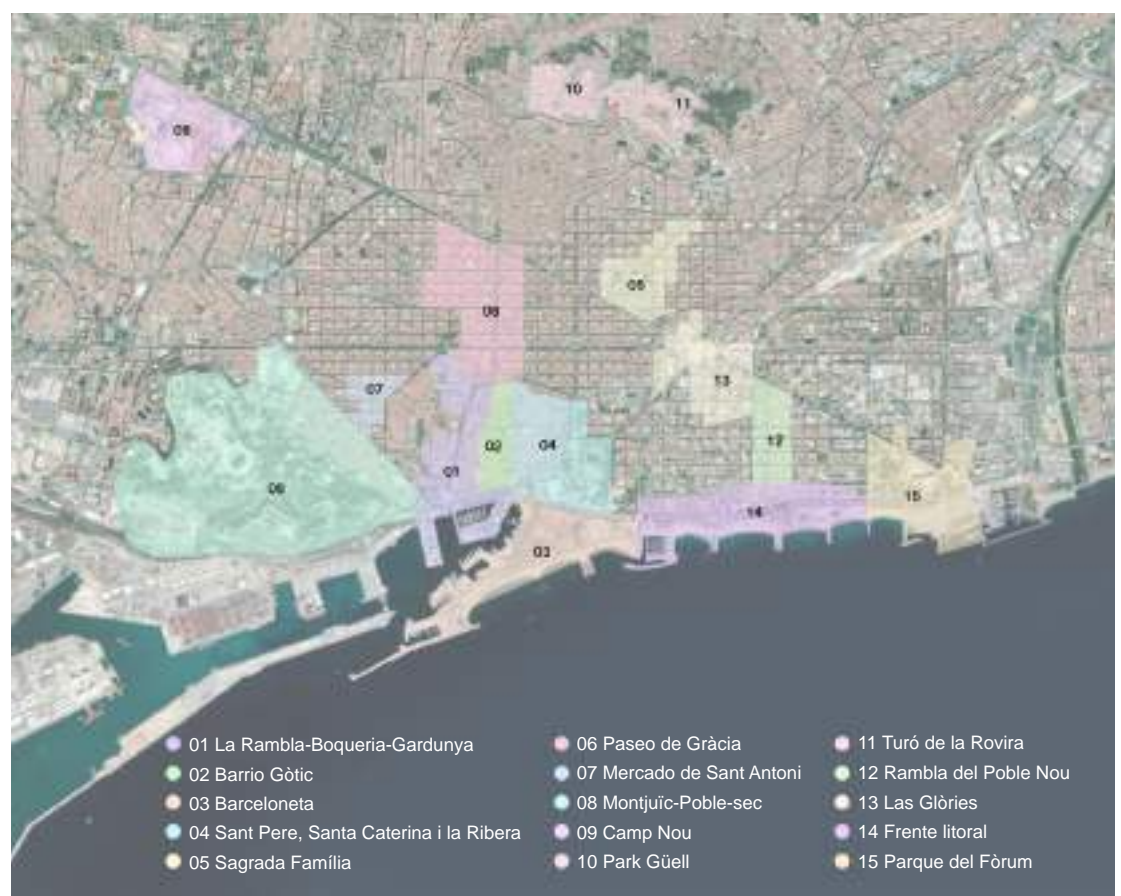 10
11
09
05
06
13
07
02
04
12
01
08
15
14
03
01 La Rambla-Boqueria-Gardunya
02 Barrio Gòtic
03 Barceloneta
04 Sant Pere, Santa Caterina i la Ribera
05 Sagrada Família
06 Paseo de Gràcia
07 Mercado de Sant Antoni
08 Montjuïc-Poble-sec
09 Camp Nou
10 Park Güell
11 Turó de la Rovira
12 Rambla del Poble Nou
13 Las Glòries
14 Frente litoral
15 Parque del Fòrum